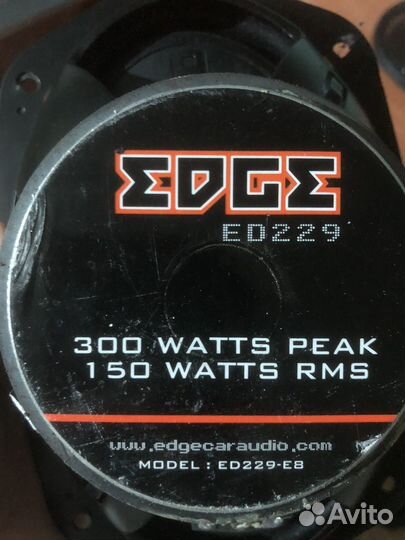 EDGE
ED229
300 WATTS PEAK
150 WATTS RMS
www.edgecaraudio.com
MODEL : ED229-E8
Avito